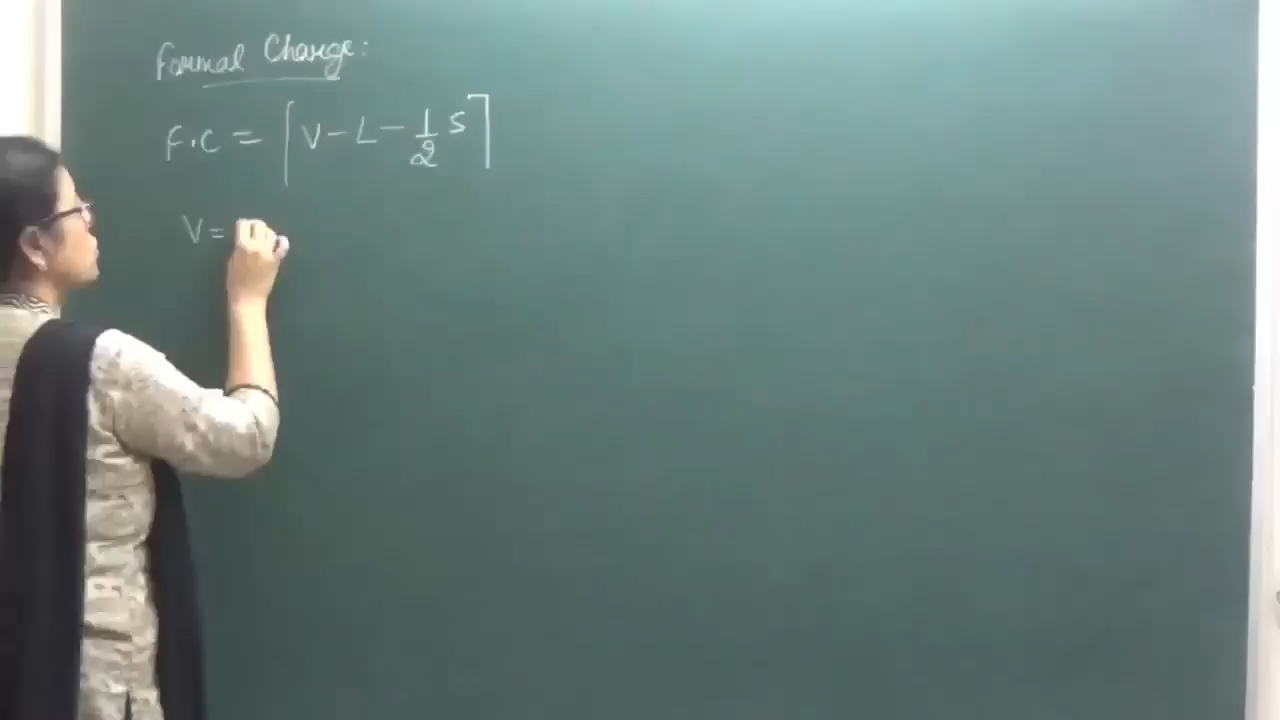 Formal Charge:
F.C = [V - L - 1/2 S]
V =